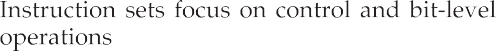 Instruction sets focus on control and bit-level
operations